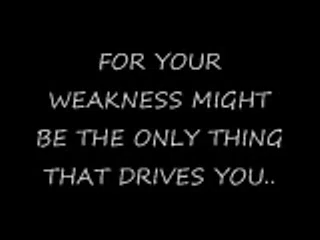 FOR YOUR
WEAKNESS MIGHT
BE THE ONLY THING
THAT DRIVES YOU..